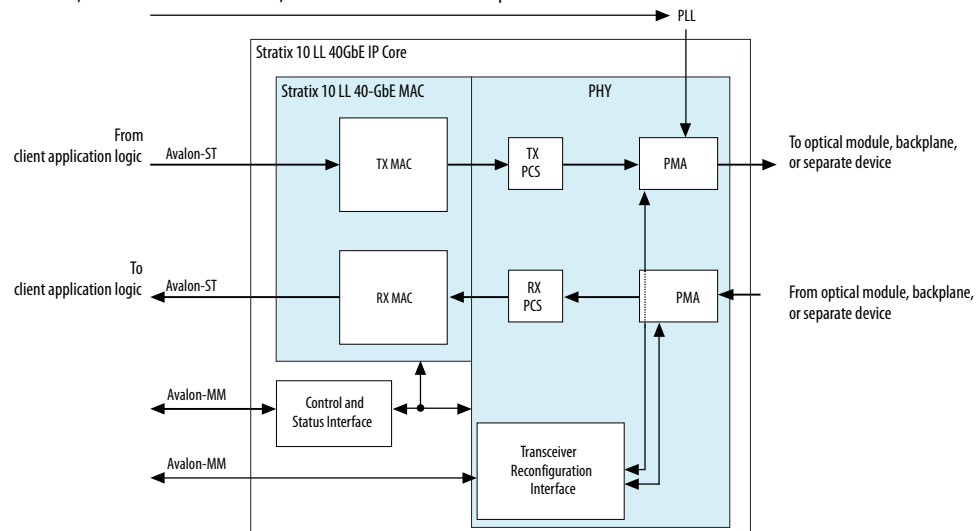 PLL
Stratix 10 LL 40GbE IP Core
Stratix 10 LL 40-GbE MAC
PHY
From
client application logic
Avalon-ST
TX MAC
TX
PCS
PMA
To optical module, backplane,
or separate device
To
client application logic
Avalon-ST
RX MAC
RX
PCS
PMA
From optical module, backplane,
or separate device
Avalon-MM
Control and
Status Interface
Avalon-MM
Transceiver
Reconfiguration
Interface